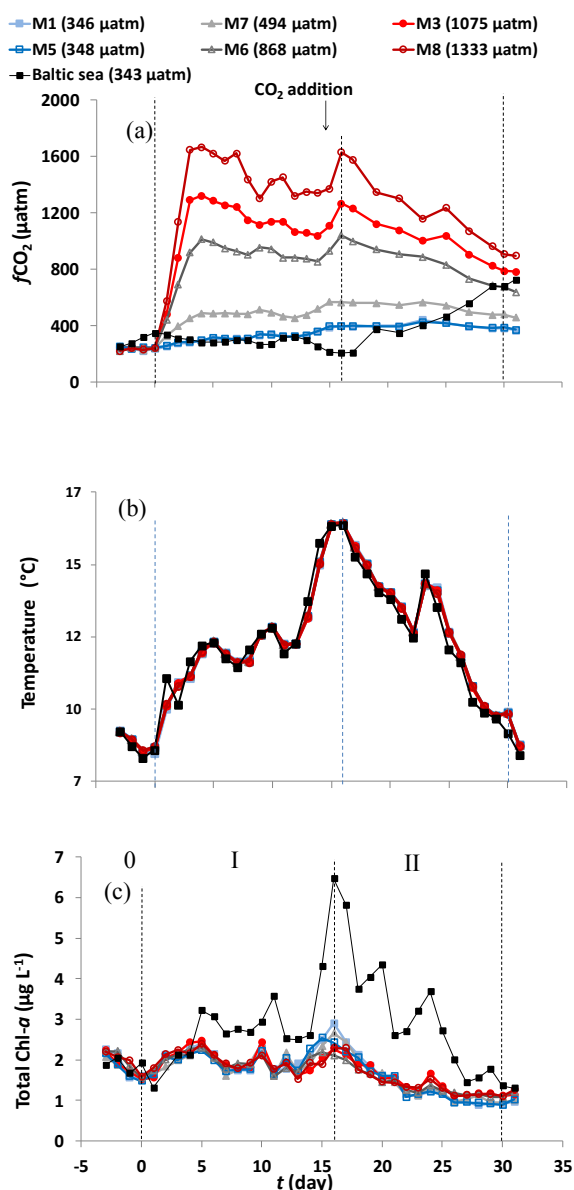 M1 (346 µatm) M7 (494 µatm) M3 (1075 µatm)
M5 (348 µatm) M6 (868 µatm) M8 (1333 µatm)
Baltic sea (343 µatm)
CO₂ addition
2000
(a)
1600
1200
fCO₂ (µatm)
800
400
0
17
(b)
15
Temperature (°C)
12
10
7
7
0 I II
6
(c)
5
4
Total Chl-a (µg L⁻¹)
3
2
1
0
-5 0 5 10 15 20 25 30 35
t (day)